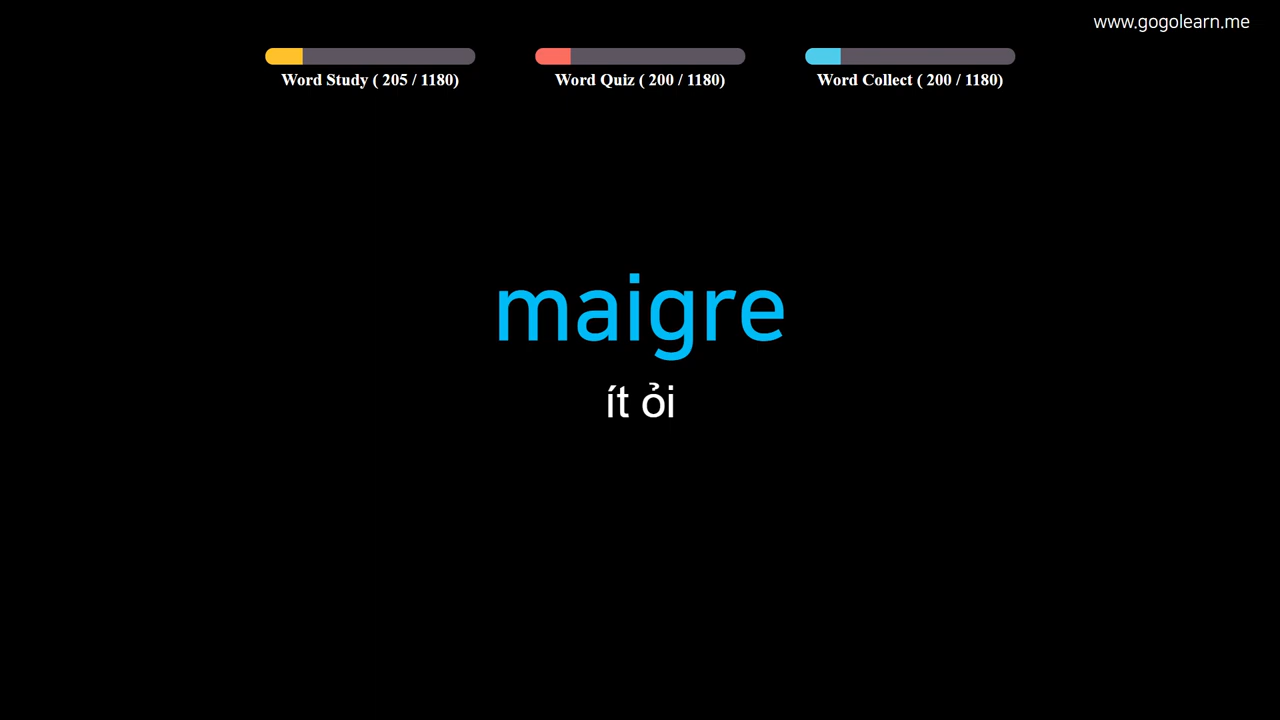 www.gogolearn.me
Word Study ( 205 / 1180)
Word Quiz ( 200 / 1180)
Word Collect ( 200 / 1180)
maigre
ít ỏi